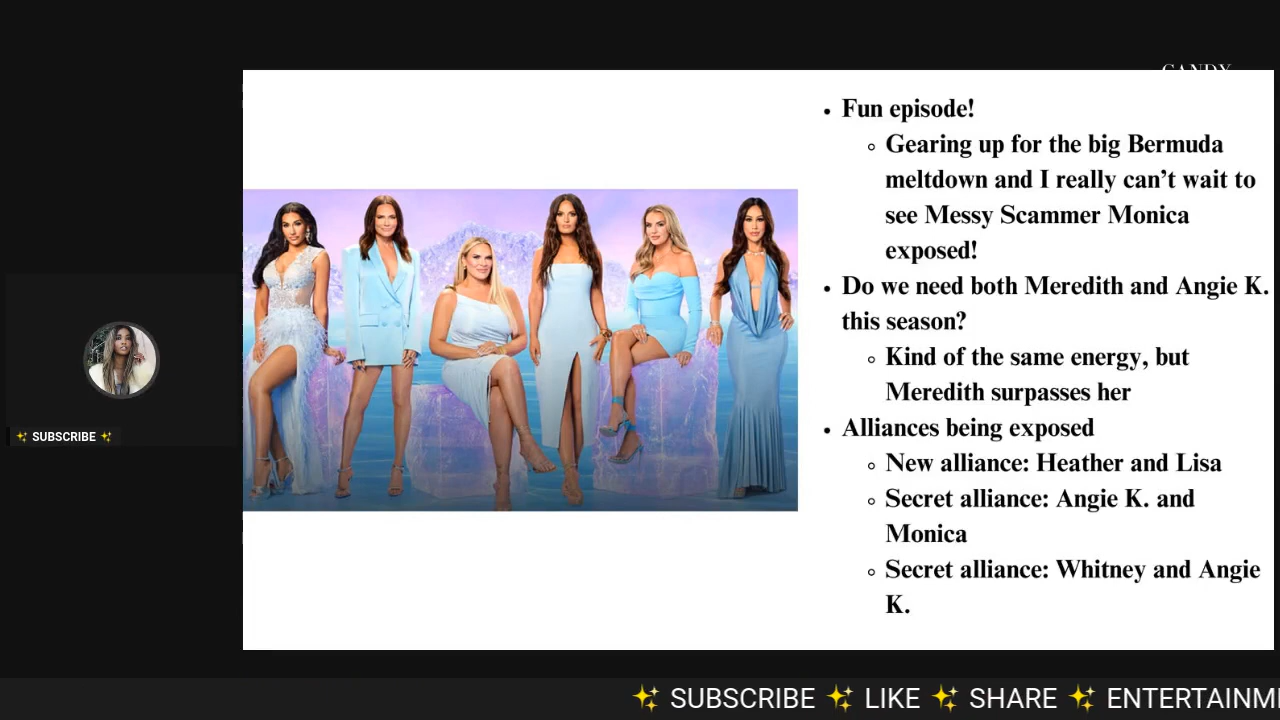 CANDY
• Fun episode!
◦ Gearing up for the big Bermuda
meltdown and I really can’t wait to
see Messy Scammer Monica
exposed!
• Do we need both Meredith and Angie K.
this season?
◦ Kind of the same energy, but
Meredith surpasses her
• Alliances being exposed
◦ New alliance: Heather and Lisa
◦ Secret alliance: Angie K. and
Monica
◦ Secret alliance: Whitney and Angie
K.
✨ SUBSCRIBE ✨
✨ SUBSCRIBE ✨ LIKE ✨ SHARE ✨ ENTERTAINM